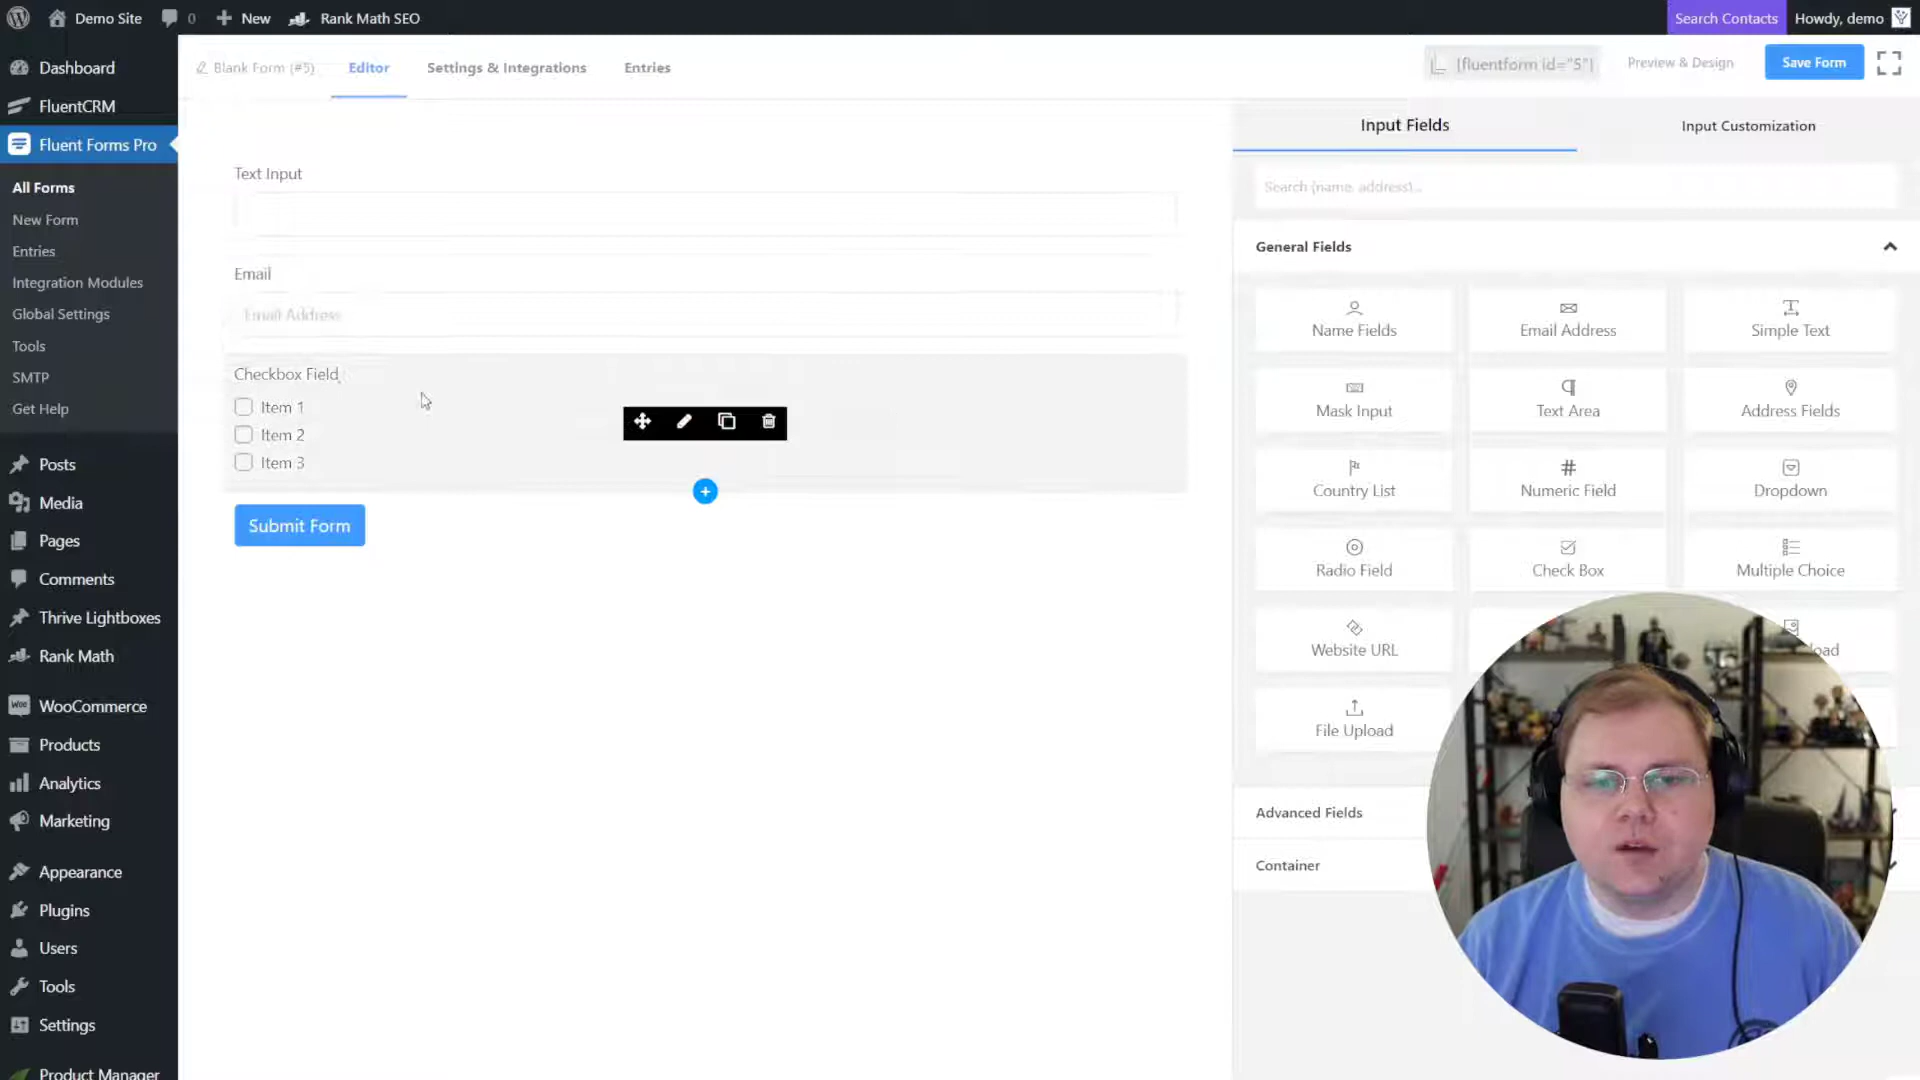 Demo Site
0
New
Rank Math SEO
Search Contacts
Howdy, demo
Dashboard
FluentCRM
Fluent Forms Pro
All Forms
New Form
Entries
Integration Modules
Global Settings
Tools
SMTP
Get Help
Posts
Media
Pages
Comments
Thrive Lightboxes
Rank Math
WooCommerce
Products
Analytics
Marketing
Appearance
Plugins
Users
Tools
Settings
Product Manager
Blank Form (#5)
Editor
Settings & Integrations
Entries
[fluentform id="5"]
Preview & Design
Save Form
Text Input
Email
Email Address
Checkbox Field
Item 1
Item 2
Item 3
Submit Form
Input Fields
Input Customization
Search (name, address)...
General Fields
Name Fields
Email Address
Simple Text
Mask Input
Text Area
Address Fields
Country List
Numeric Field
Dropdown
Radio Field
Check Box
Multiple Choice
Website URL
File Upload
Advanced Fields
Container